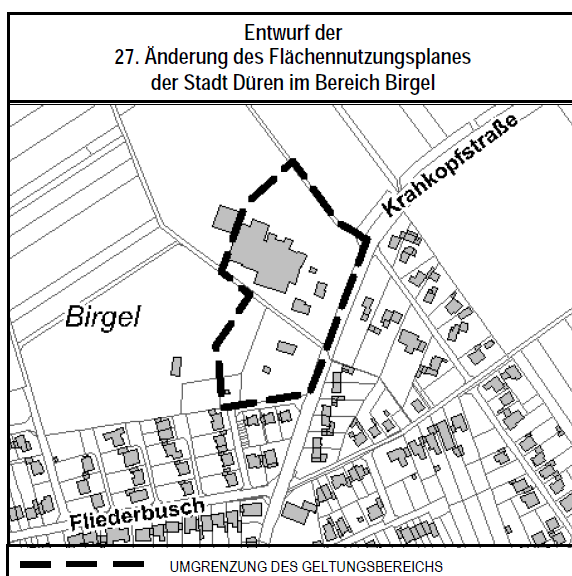 Entwurf der
27. Änderung des Flächennutzungsplanes
der Stadt Düren im Bereich Birgel
Krahkopfstraße
Birgel
Fliederbusch
UMGRENZUNG DES GELTUNGSBEREICHS